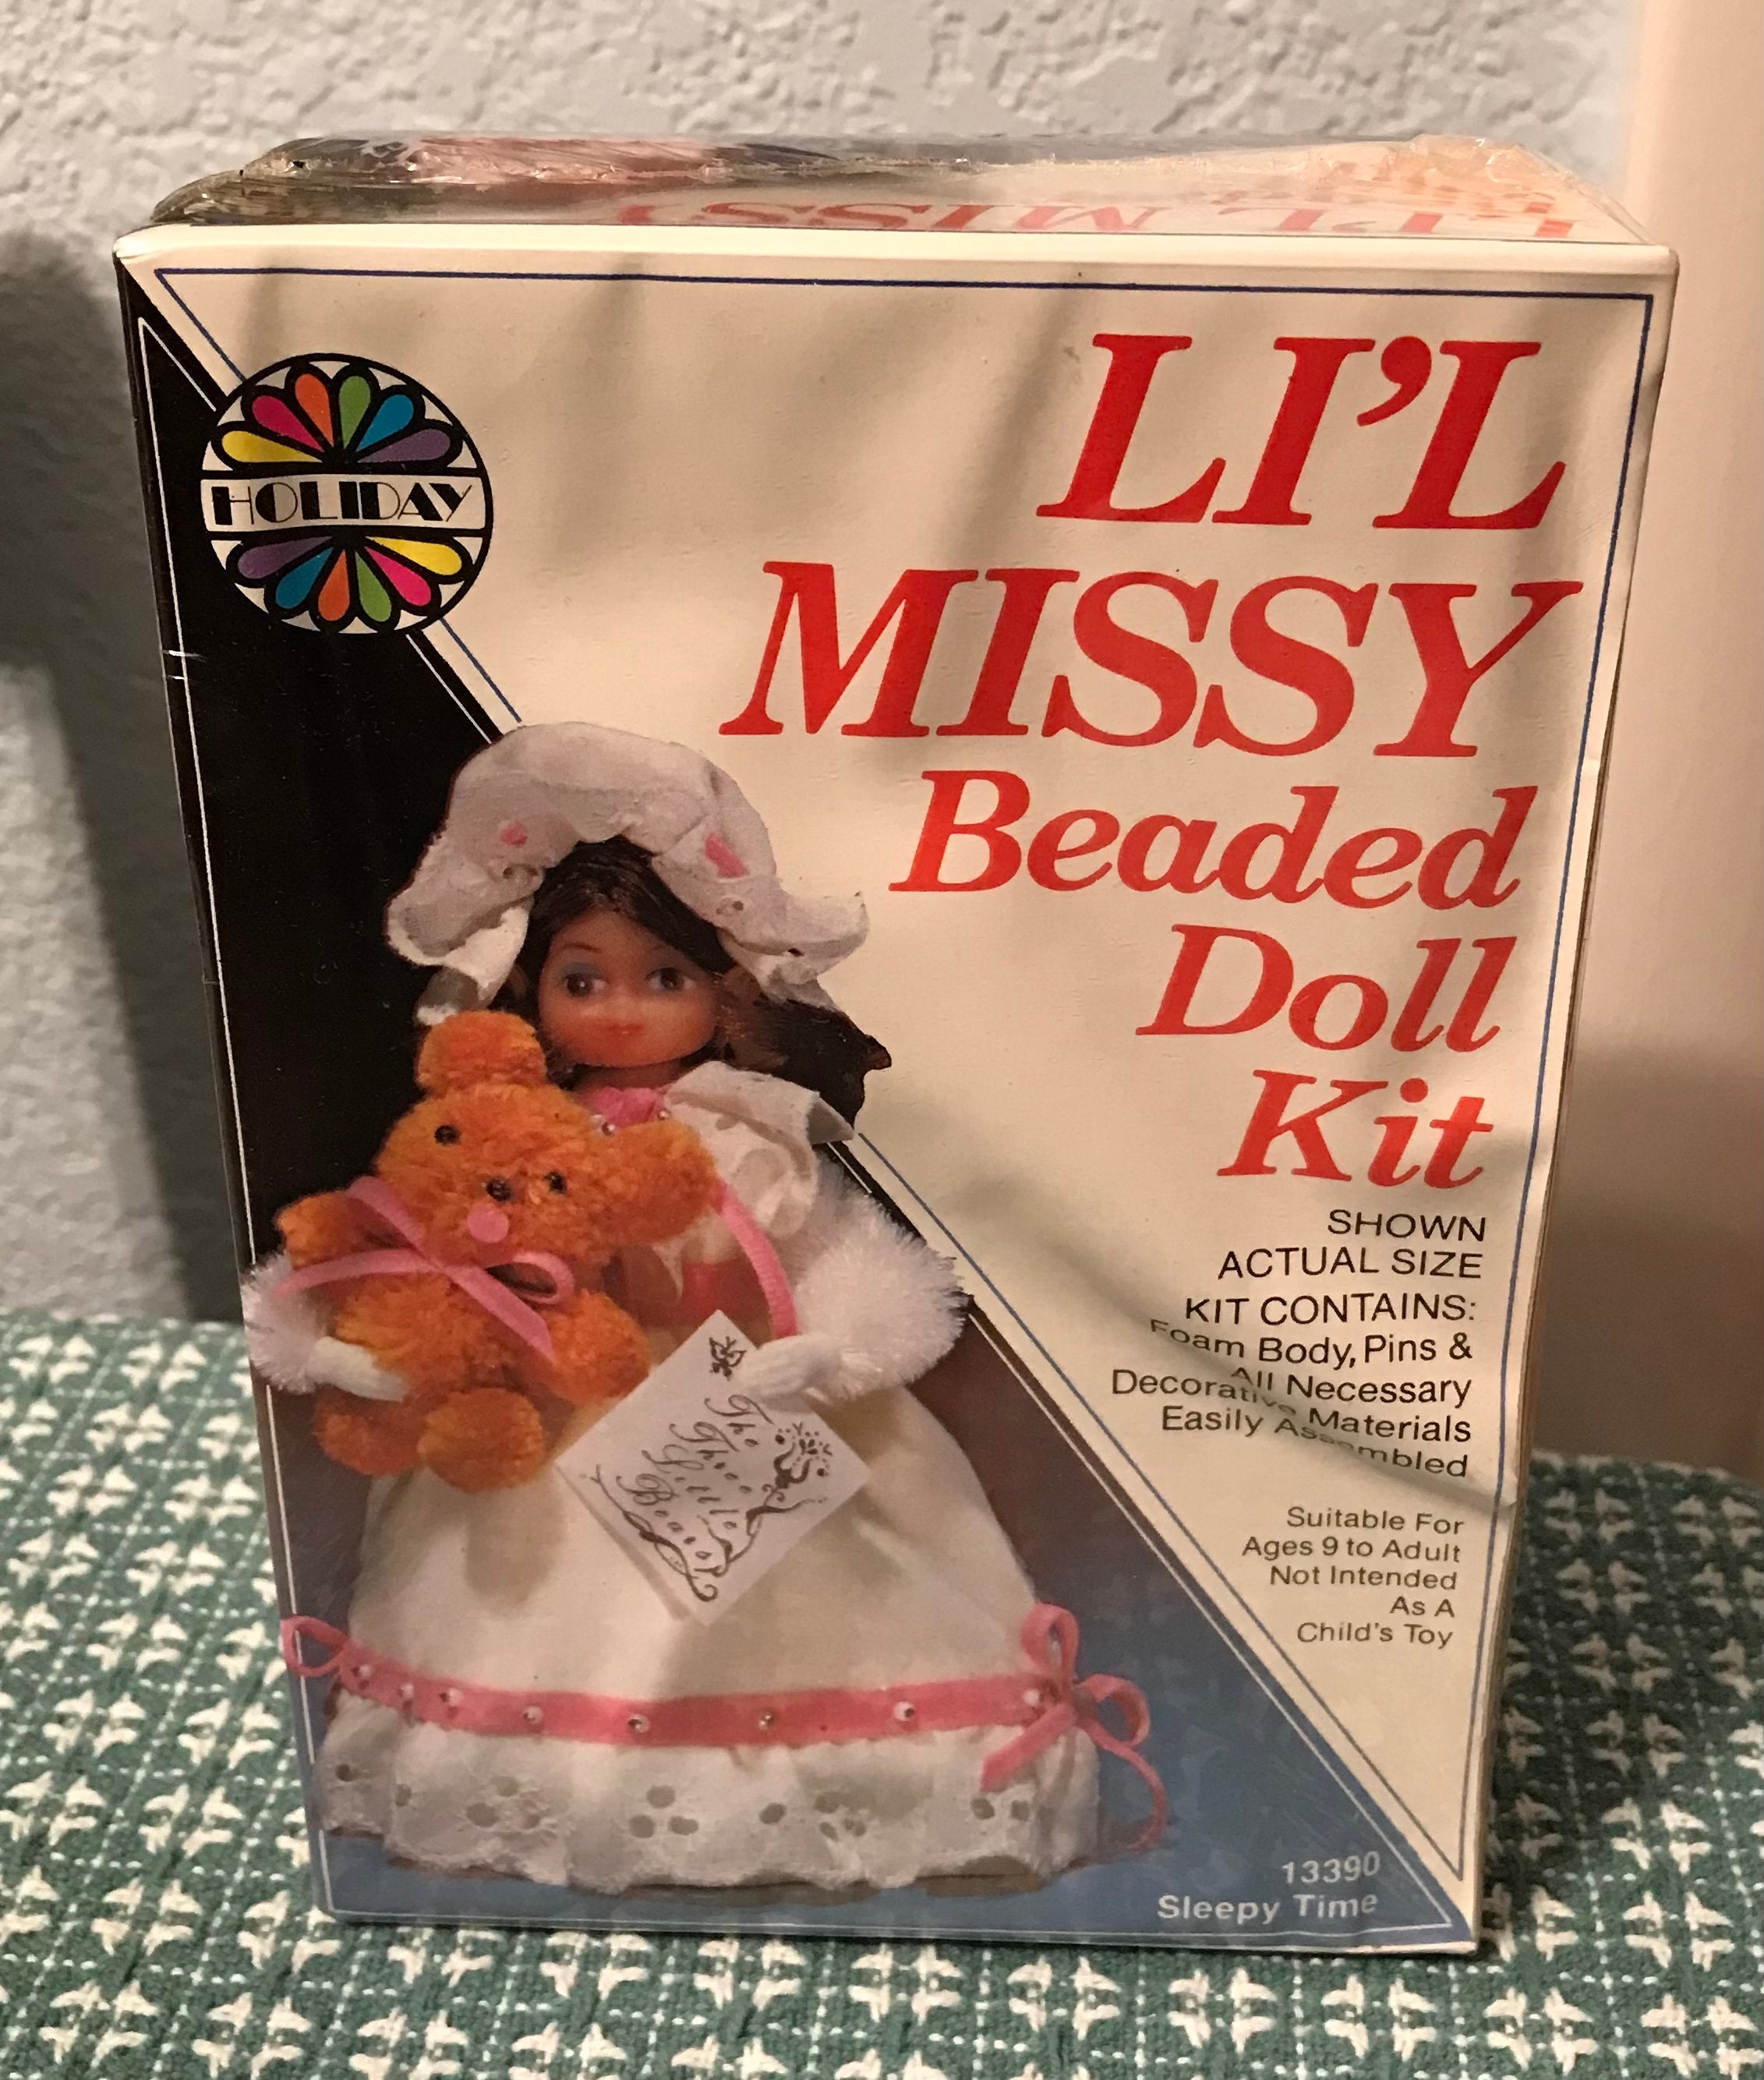 LI'L MISSY
HOLIDAY
LI'L
MISSY
Beaded
Doll
Kit
SHOWN
ACTUAL SIZE
KIT CONTAINS:
Foam Body, Pins &
All Necessary
Decorative Materials
Easily Assembled
Suitable For
Ages 9 to Adult
Not Intended
As A
Child's Toy
The
Three
Little
Bears
13390
Sleepy Time